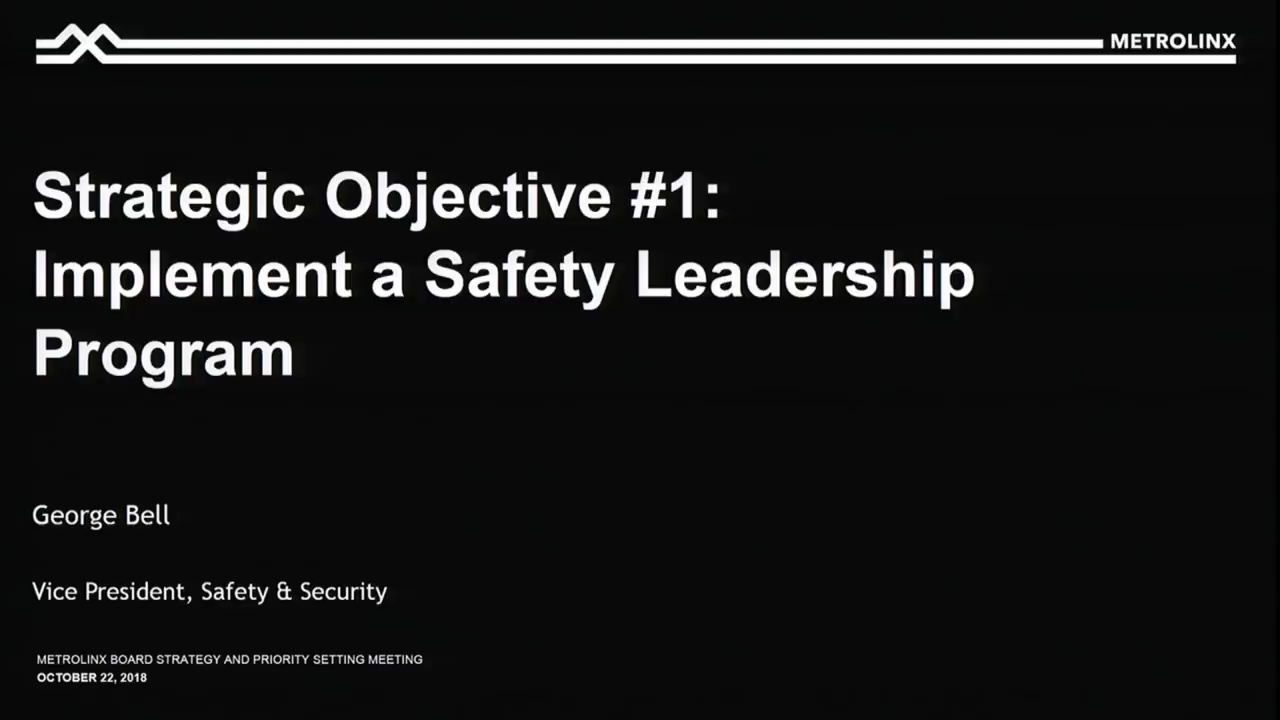 METROLINX
Strategic Objective #1:
Implement a Safety Leadership
Program
George Bell
Vice President, Safety & Security
METROLINX BOARD STRATEGY AND PRIORITY SETTING MEETING
OCTOBER 22, 2018